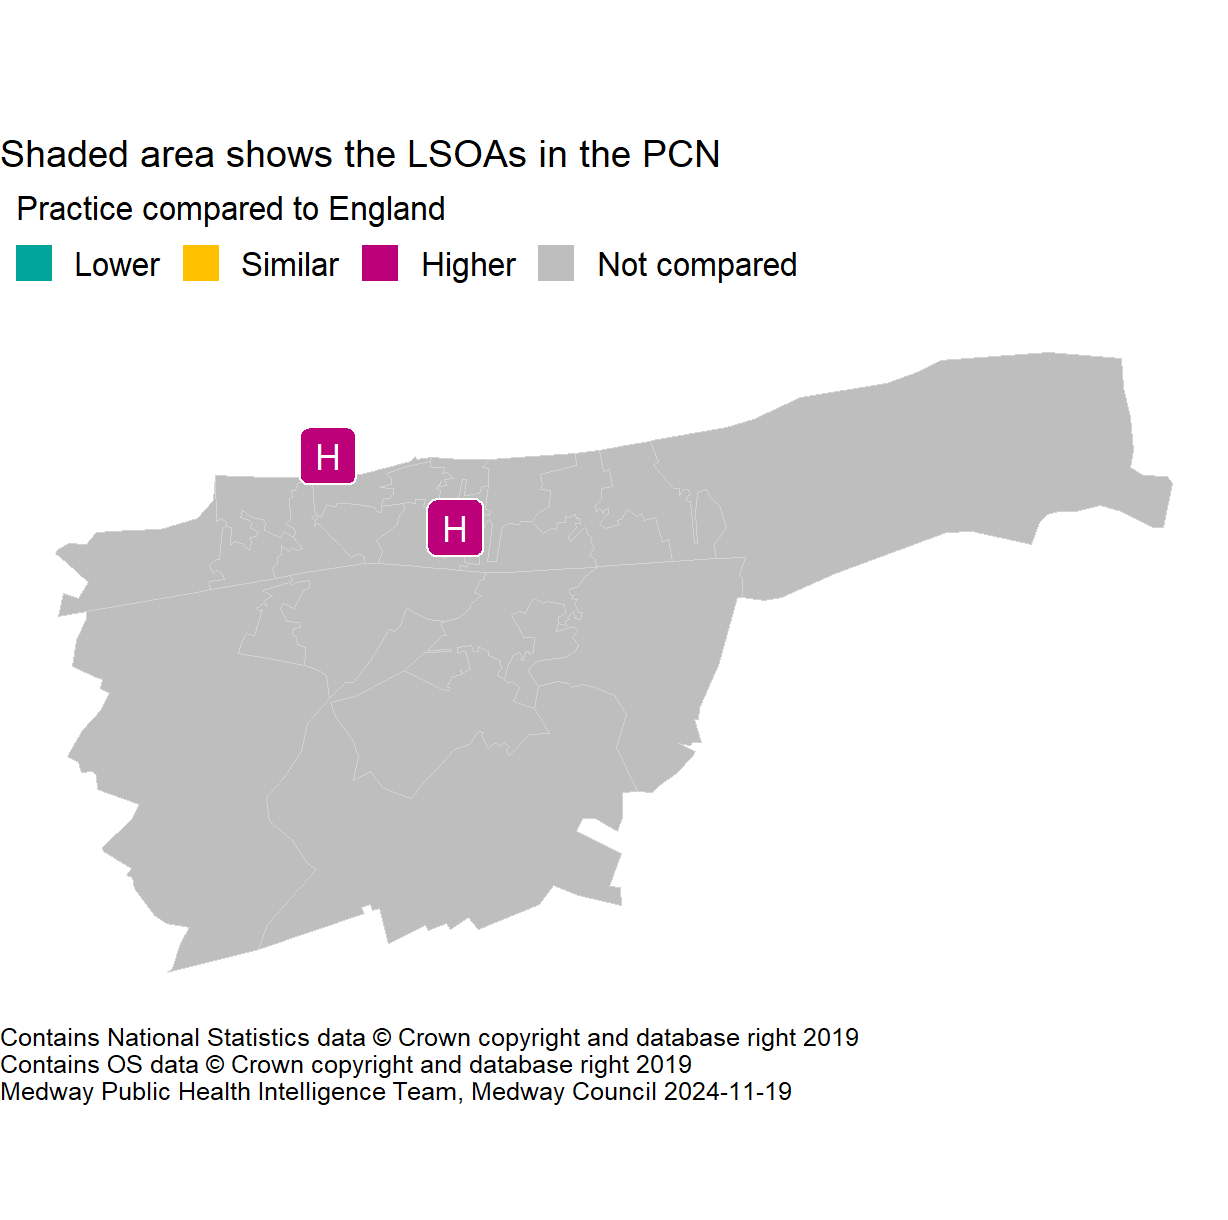 Shaded area shows the LSOAs in the PCN
Practice compared to England
Lower Similar Higher Not compared
H
H
Contains National Statistics data © Crown copyright and database right 2019
Contains OS data © Crown copyright and database right 2019
Medway Public Health Intelligence Team, Medway Council 2024-11-19